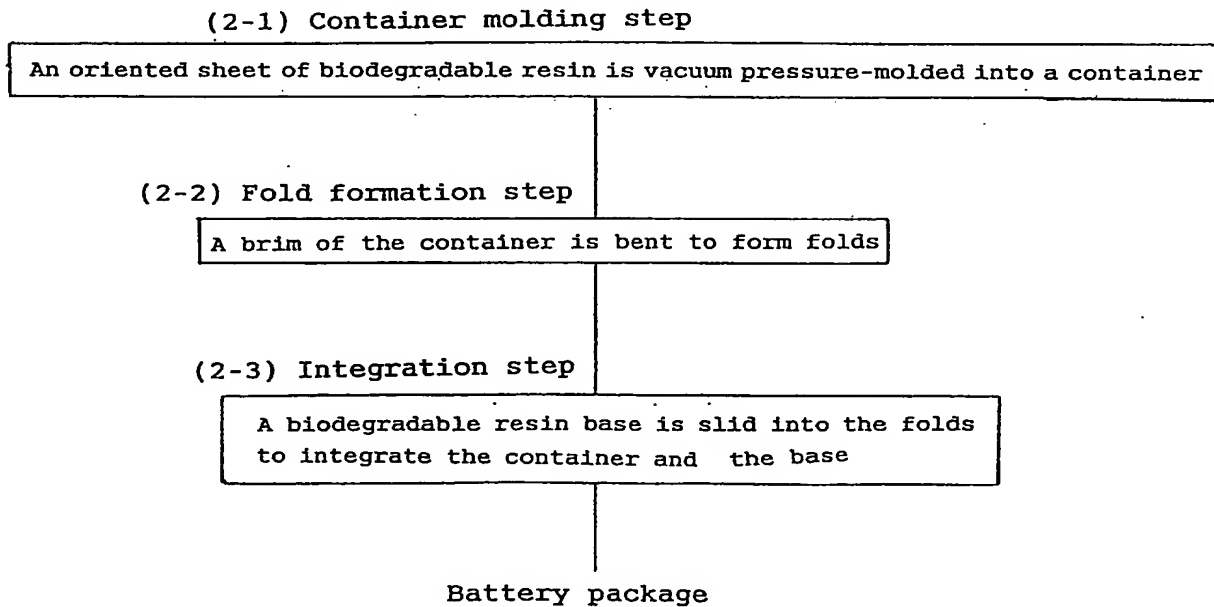 (2-1) Container molding step
An oriented sheet of biodegradable resin is vacuum pressure-molded into a container
(2-2) Fold formation step
A brim of the container is bent to form folds
(2-3) Integration step
A biodegradable resin base is slid into the folds
to integrate the container and the base
Battery package